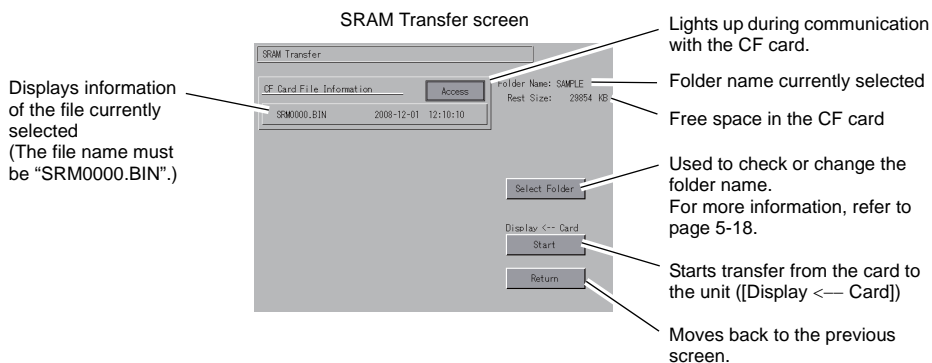 SRAM Transfer screen
Displays information
of the file currently
selected
(The file name must
be “SRM0000.BIN”.)
SRAM Transfer
CF Card File Information
Access
SRM0000.BIN 2008-12-01 12:10:10
Folder Name: SAMPLE
Rest Size: 29854 KB
Select Folder
Display <-- Card
Start
Return
Lights up during communication
with the CF card.
Folder name currently selected
Free space in the CF card
Used to check or change the
folder name.
For more information, refer to
page 5-18.
Starts transfer from the card to
the unit ([Display <–– Card])
Moves back to the previous
screen.